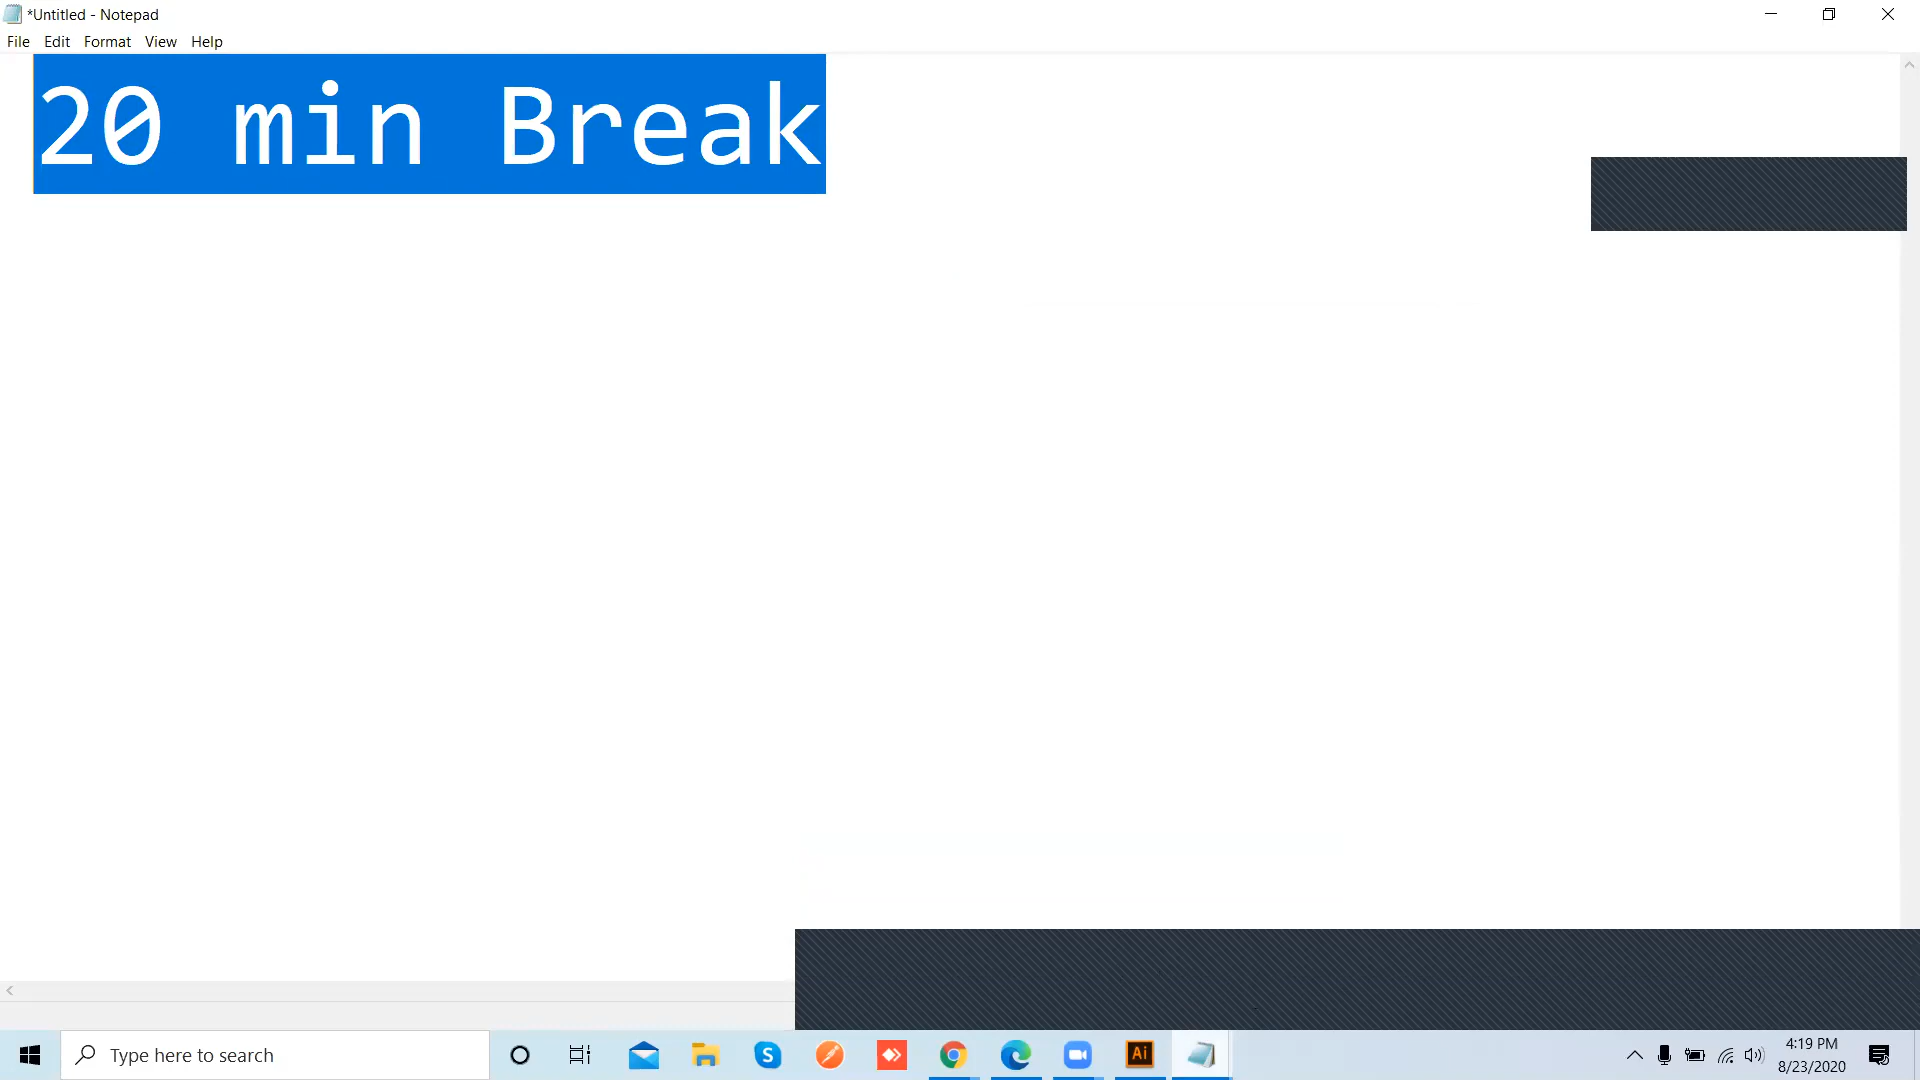 *Untitled - Notepad
File Edit Format View Help
20 min Break
Type here to search
S
Ai
4:19 PM
8/23/2020